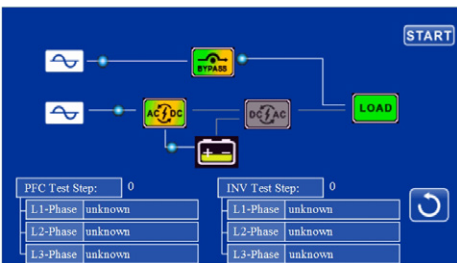 START
BYPASS
AC DC
DC AC
LOAD
PFC Test Step: 0
L1-Phase unknown
L2-Phase unknown
L3-Phase unknown
INV Test Step: 0
L1-Phase unknown
L2-Phase unknown
L3-Phase unknown